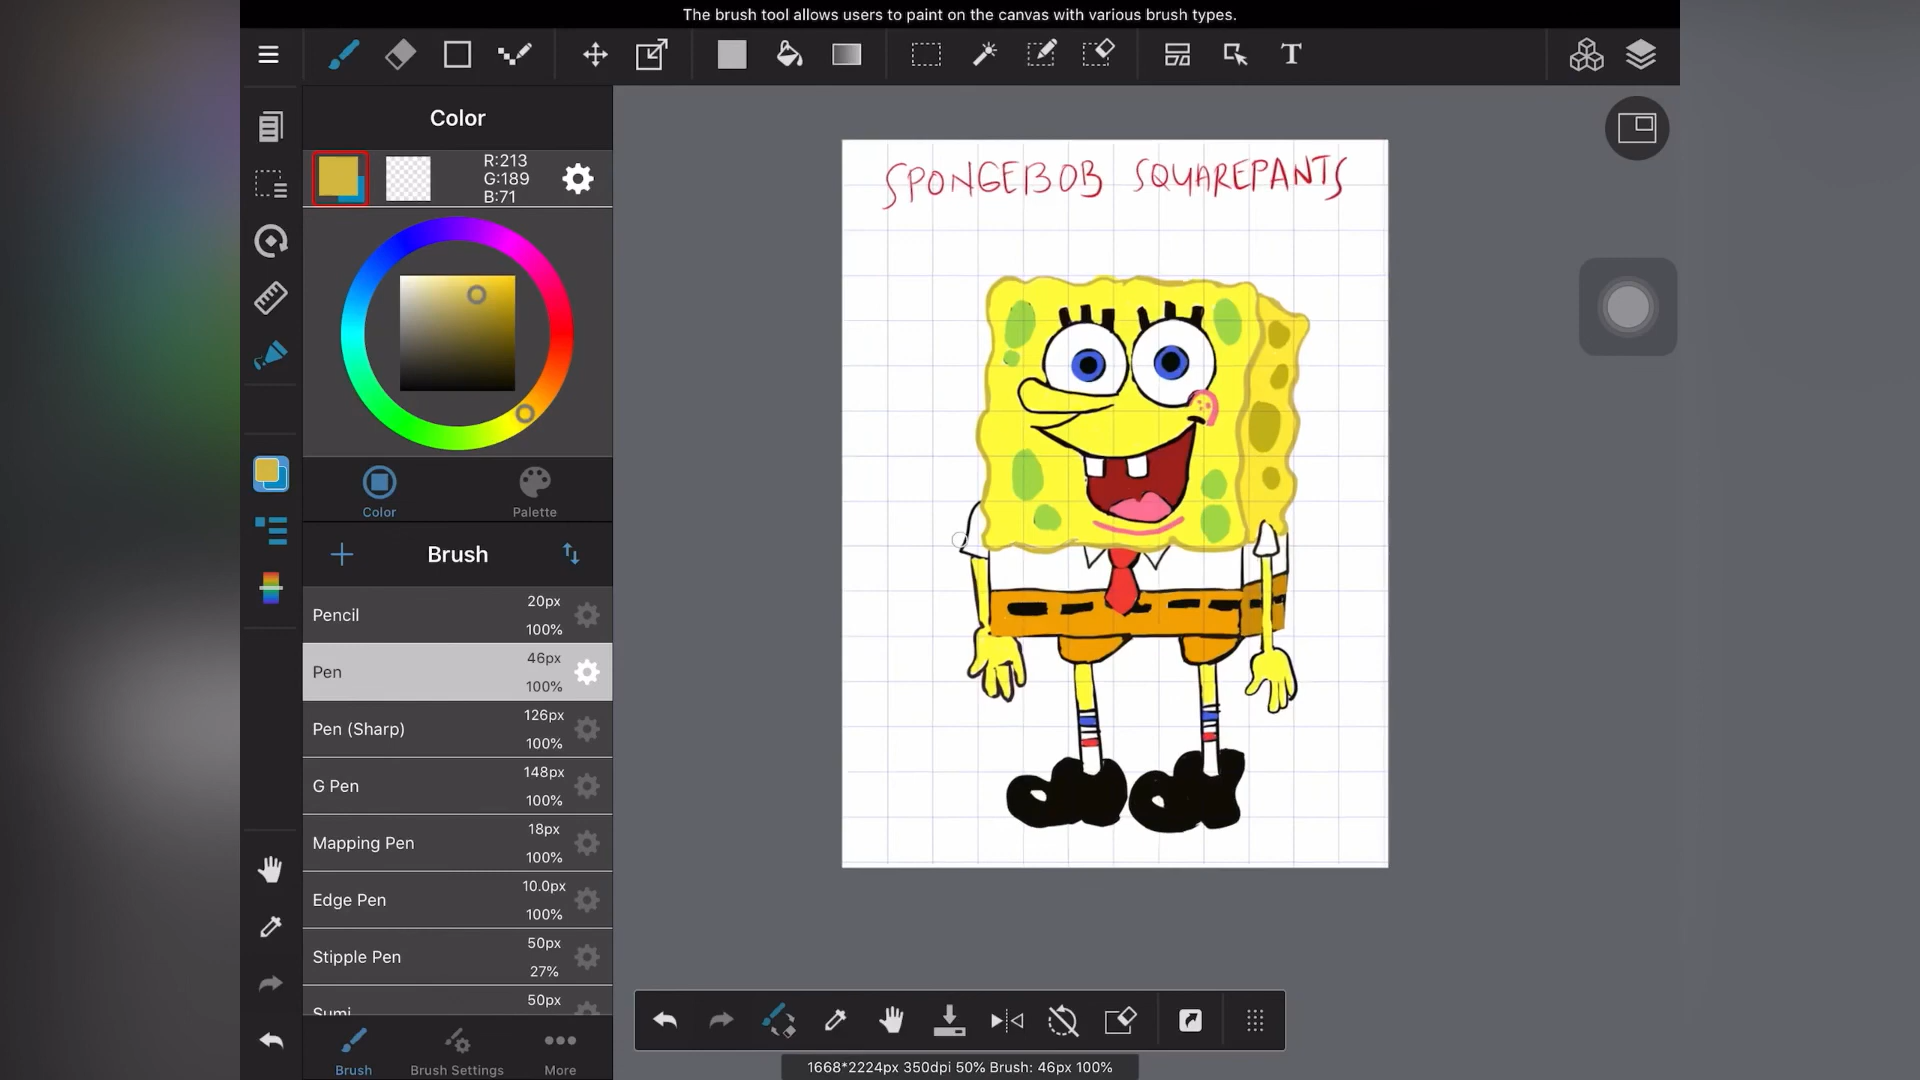 The brush tool allows users to paint on the canvas with various brush types.
T
Color
R:213
G:189
B:71
SPONGEBOB SQUAREPANTS
Color
Palette
Brush
Pencil
20px
100%
Pen
46px
100%
Pen (Sharp)
126px
100%
G Pen
148px
100%
Mapping Pen
18px
100%
Edge Pen
10.0px
100%
Stipple Pen
50px
27%
Sumi
50px
Brush
Brush Settings
More
1668*2224px 350dpi 50% Brush: 46px 100%